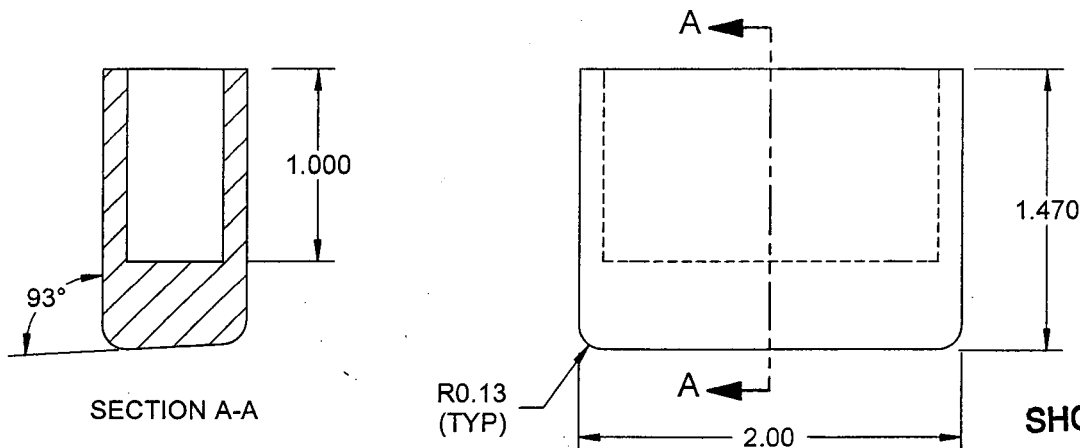 A
1.000
1.470
93°
SECTION A-A
R0.13
(TYP)
A
2.00